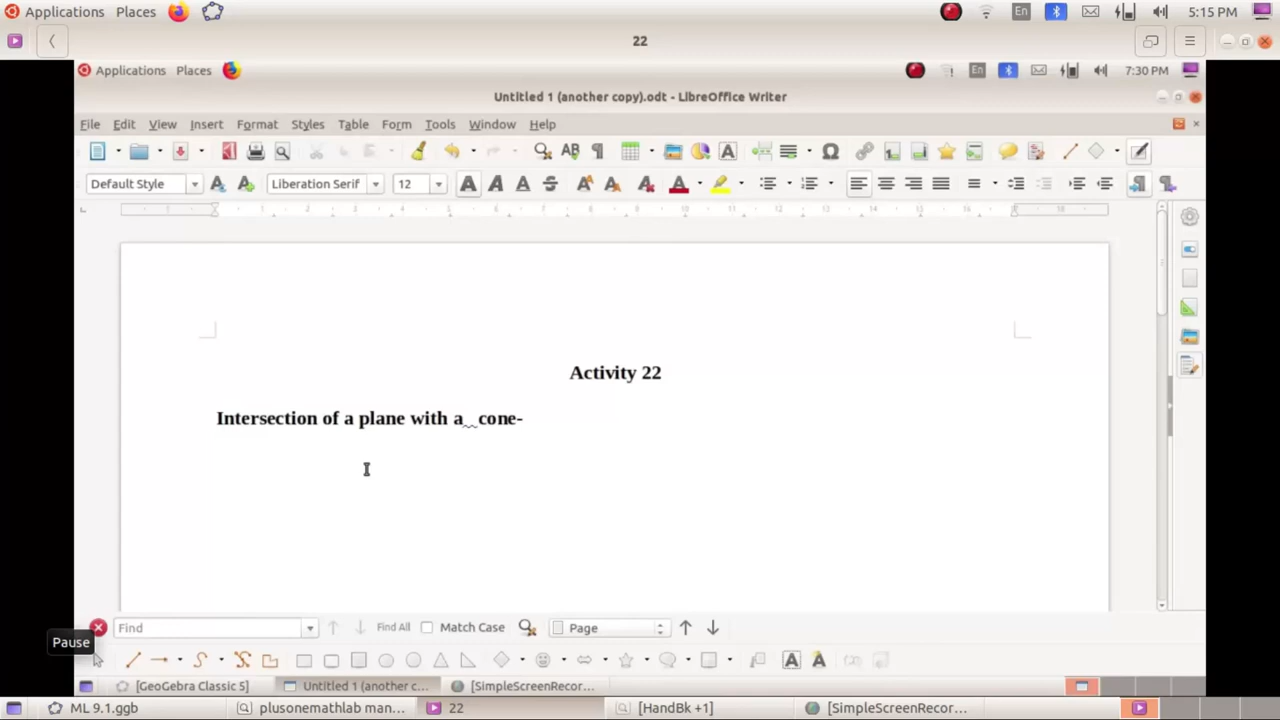 Applications Places En 5:15 PM
22
Applications Places En 7:30 PM
Untitled 1 (another copy).odt - LibreOffice Writer
File Edit View Insert Format Styles Table Form Tools Window Help
Default Style Liberation Serif 12
Activity 22
Intersection of a plane with a cone-
Find Find All Match Case Page
Pause
[GeoGebra Classic 5] Untitled 1 (another c... [SimpleScreenRecor...
ML 9.1.ggb plusonemathlab man... 22 [HandBk +1] [SimpleScreenRecor...